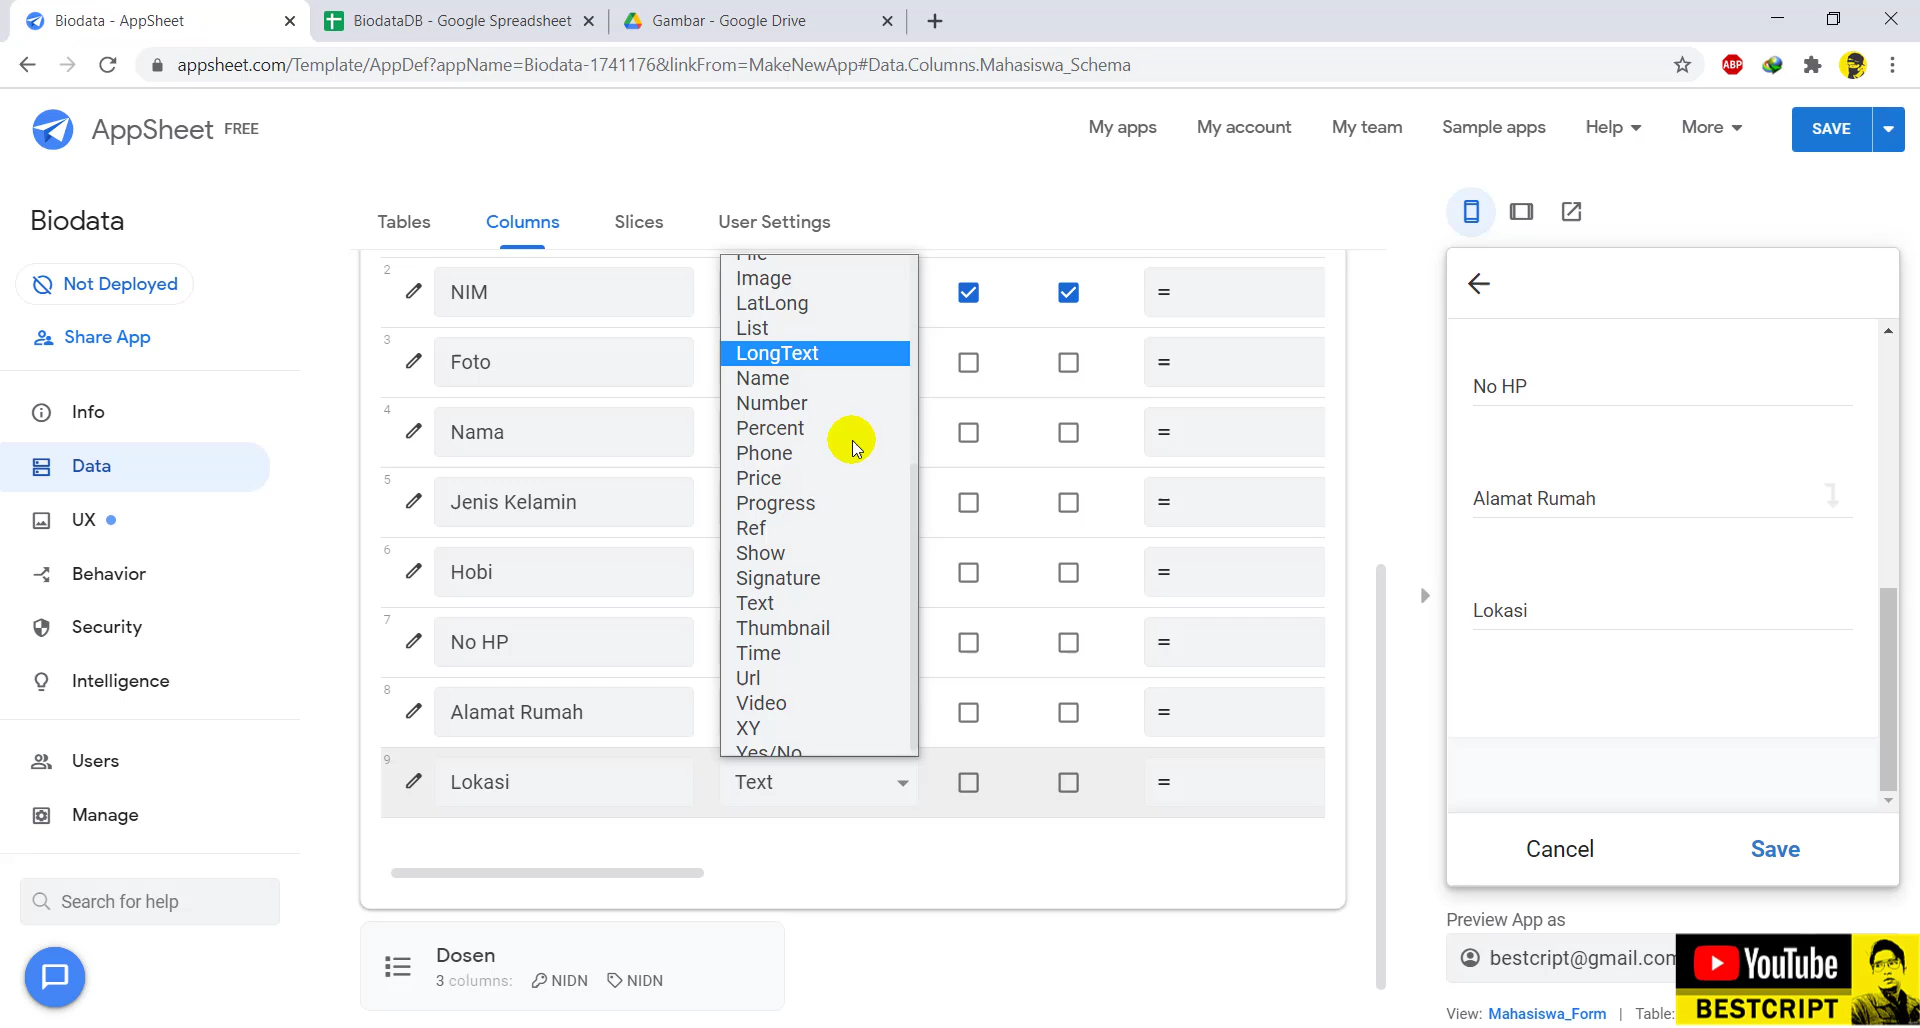 Biodata - AppSheet
BiodataDB - Google Spreadsheet
Gambar - Google Drive
appsheet.com/Template/AppDef?appName=Biodata-1741176&linkFrom=MakeNewApp#Data.Columns.Mahasiswa_Schema
ABP
AppSheet FREE
My apps
My account
My team
Sample apps
Help
More
SAVE
Biodata
Not Deployed
Share App
Info
Data
UX
Behavior
Security
Intelligence
Users
Manage
Search for help
Tables
Columns
Slices
User Settings
2 NIM =
3 Foto =
4 Nama =
5 Jenis Kelamin =
6 Hobi =
7 No HP =
8 Alamat Rumah =
9 Lokasi Text =
File
Image
LatLong
List
LongText
Name
Number
Percent
Phone
Price
Progress
Ref
Show
Signature
Text
Thumbnail
Time
Url
Video
XY
Yes/No
Dosen
3 columns: NIDN NIDN
No HP
Alamat Rumah
Lokasi
Cancel
Save
Preview App as
bestcript@gmail.com
View: Mahasiswa_Form | Table:
YouTube
BESTCRIPT